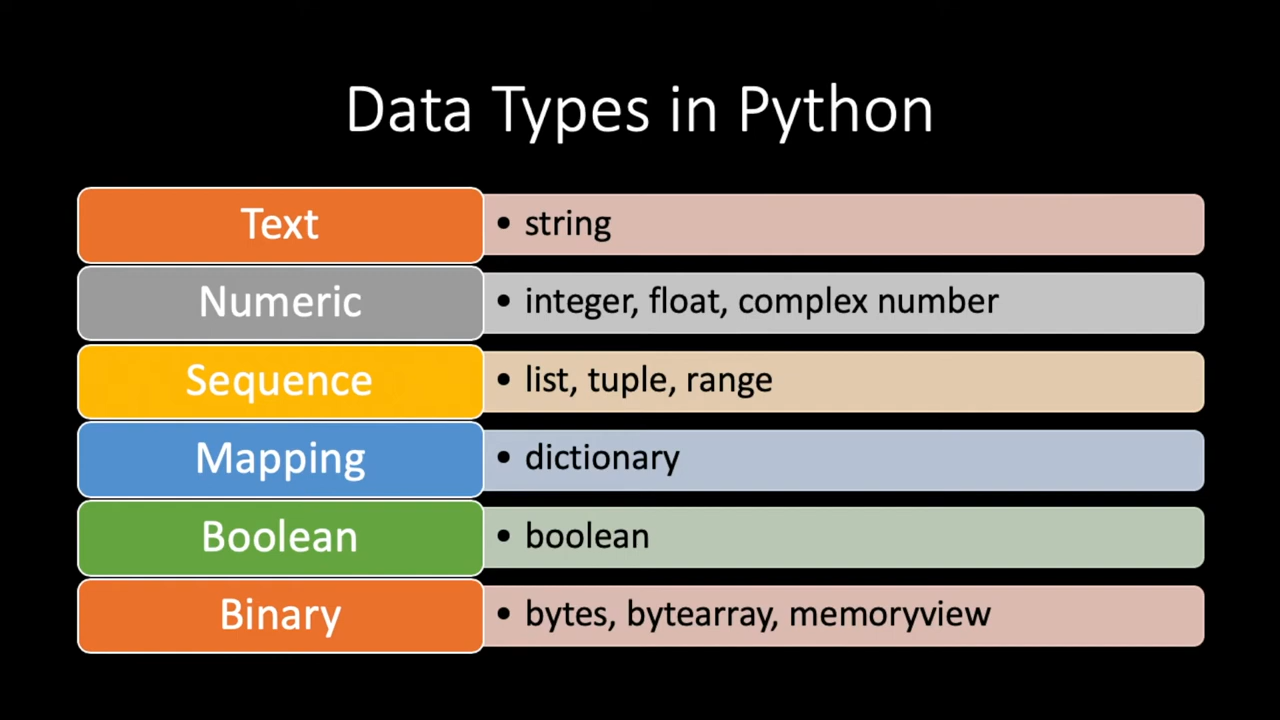 Data Types in Python
Text
• string
Numeric
• integer, float, complex number
Sequence
• list, tuple, range
Mapping
• dictionary
Boolean
• boolean
Binary
• bytes, bytearray, memoryview